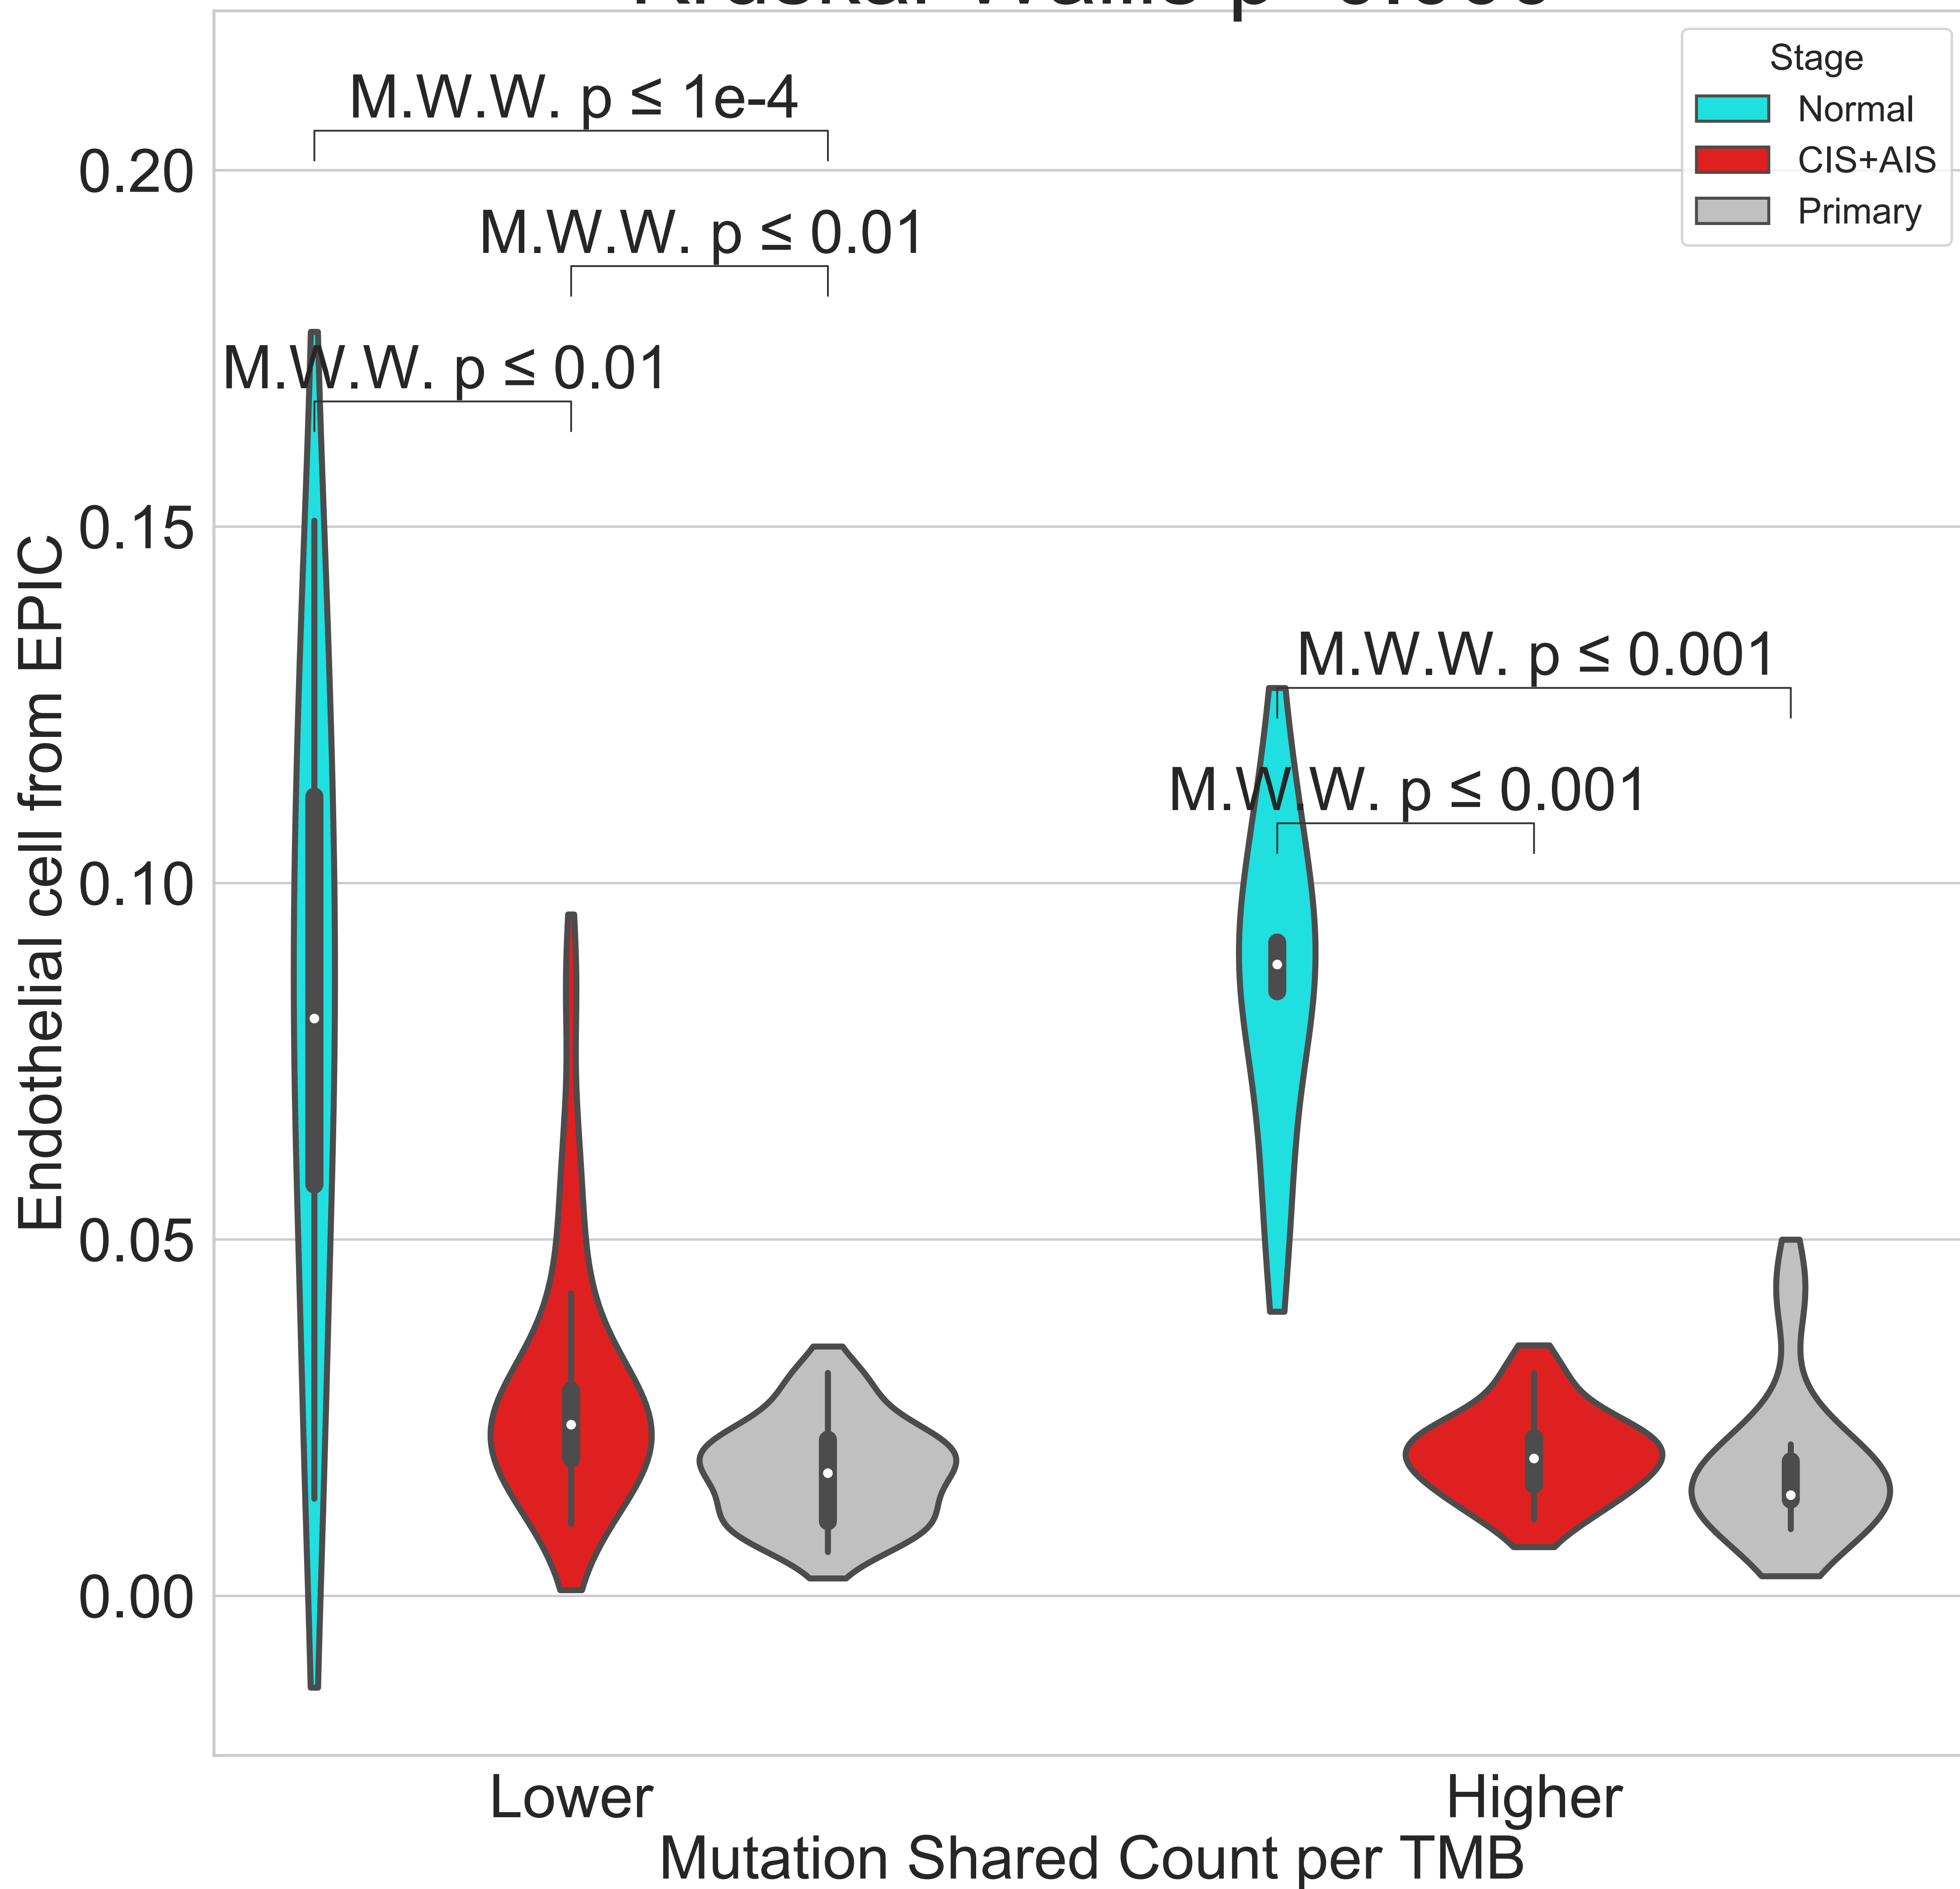 Stage
Normal
CIS+AIS
Primary
M.W.W. p ≤ 1e-4
M.W.W. p ≤ 0.01
M.W.W. p ≤ 0.01
M.W.W. p ≤ 0.001
M.W.W. p ≤ 0.001
0.20
0.15
0.10
0.05
0.00
Endothelial cell from EPIC
Lower
Higher
Mutation Shared Count per TMB